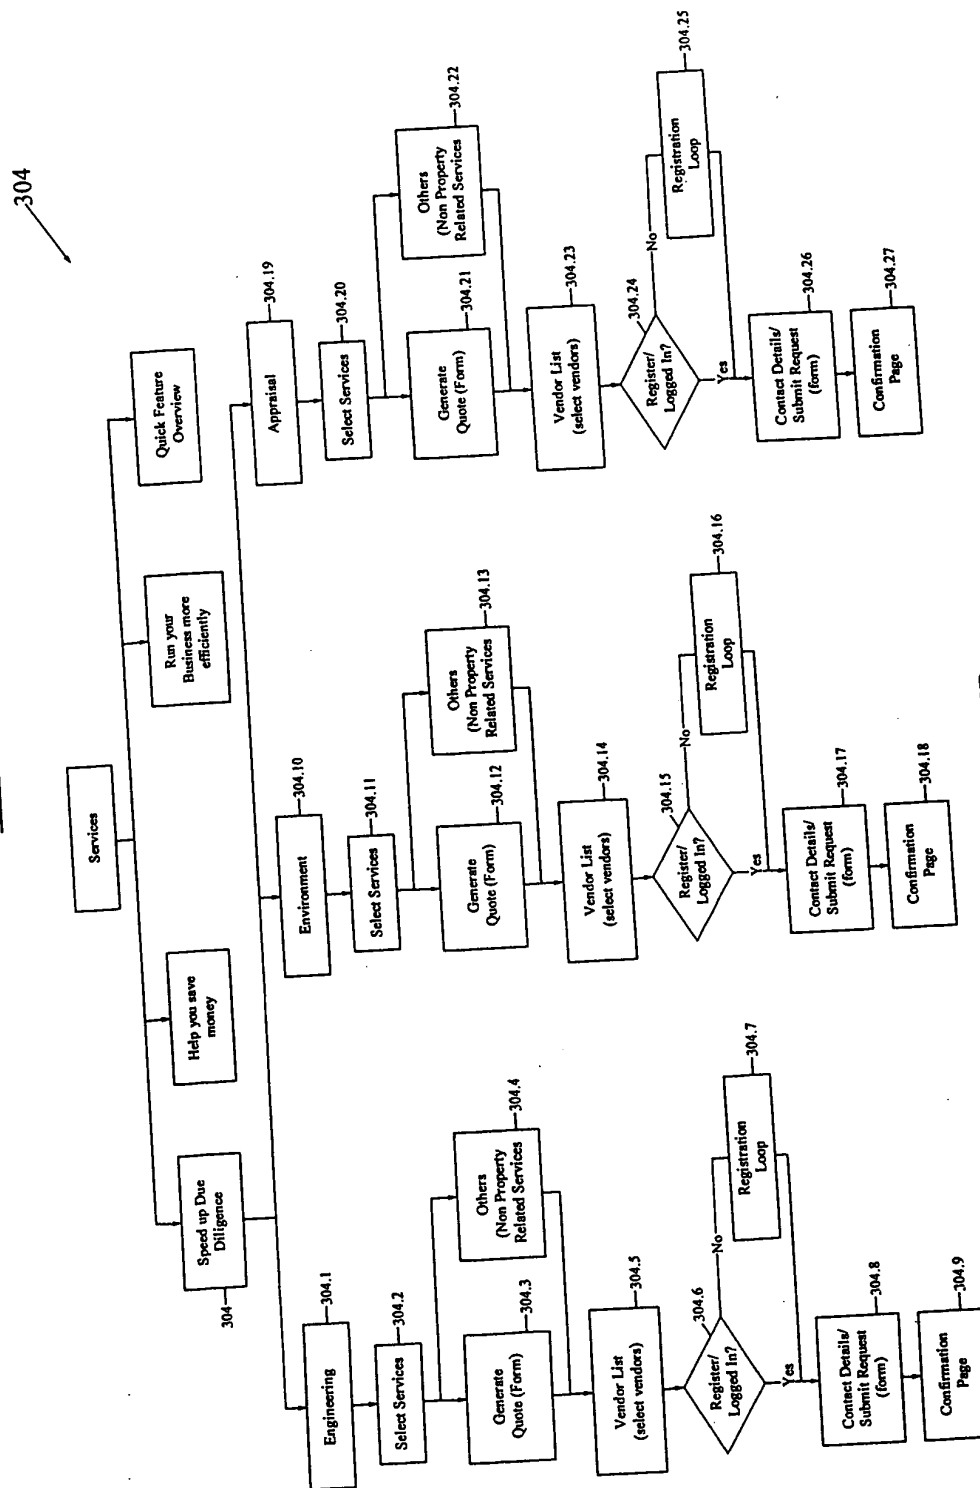 304
Services
Speed up Due
Diligence
304
Help you save
money
Run your
Business more
efficiently
Quick Feature
Overview
Engineering
304.1
Select Services
304.2
Generate
Quote (Form)
304.3
Others
(Non Property
Related Services
304.4
Vendor List
(select vendors)
304.5
Register/
Logged In?
304.6
No
Registration
Loop
304.7
Yes
Contact Details/
Submit Request
(form)
304.8
Confirmation
Page
304.9
Environment
304.10
Select Services
304.11
Generate
Quote (Form)
304.12
Others
(Non Property
Related Services
304.13
Vendor List
(select vendors)
304.14
Register/
Logged In?
304.15
No
Registration
Loop
304.16
Yes
Contact Details/
Submit Request
(form)
304.17
Confirmation
Page
304.18
Appraisal
304.19
Select Services
304.20
Generate
Quote (Form)
304.21
Others
(Non Property
Related Services
304.22
Vendor List
(select vendors)
304.23
Register/
Logged In?
304.24
No
Registration
Loop
304.25
Yes
Contact Details/
Submit Request
(form)
304.26
Confirmation
Page
304.27